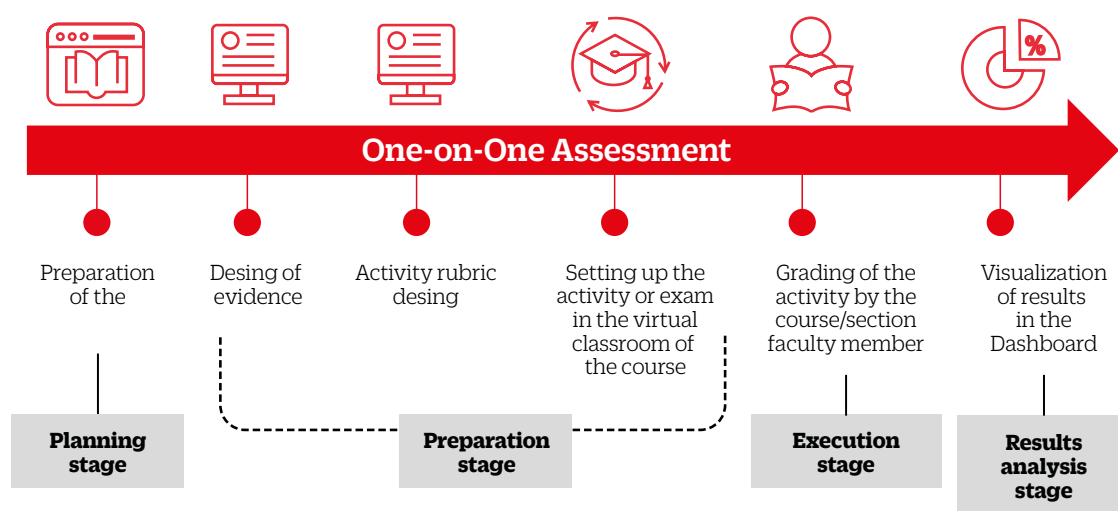 %
One-on-One Assessment
Preparation
of the
Desing of
evidence
Activity rubric
desing
Setting up the
activity or exam
in the virtual
classroom of
the course
Grading of the
activity by the
course/section
faculty member
Visualization
of results
in the
Dashboard
Planning
stage
Preparation
stage
Execution
stage
Results
analysis
stage